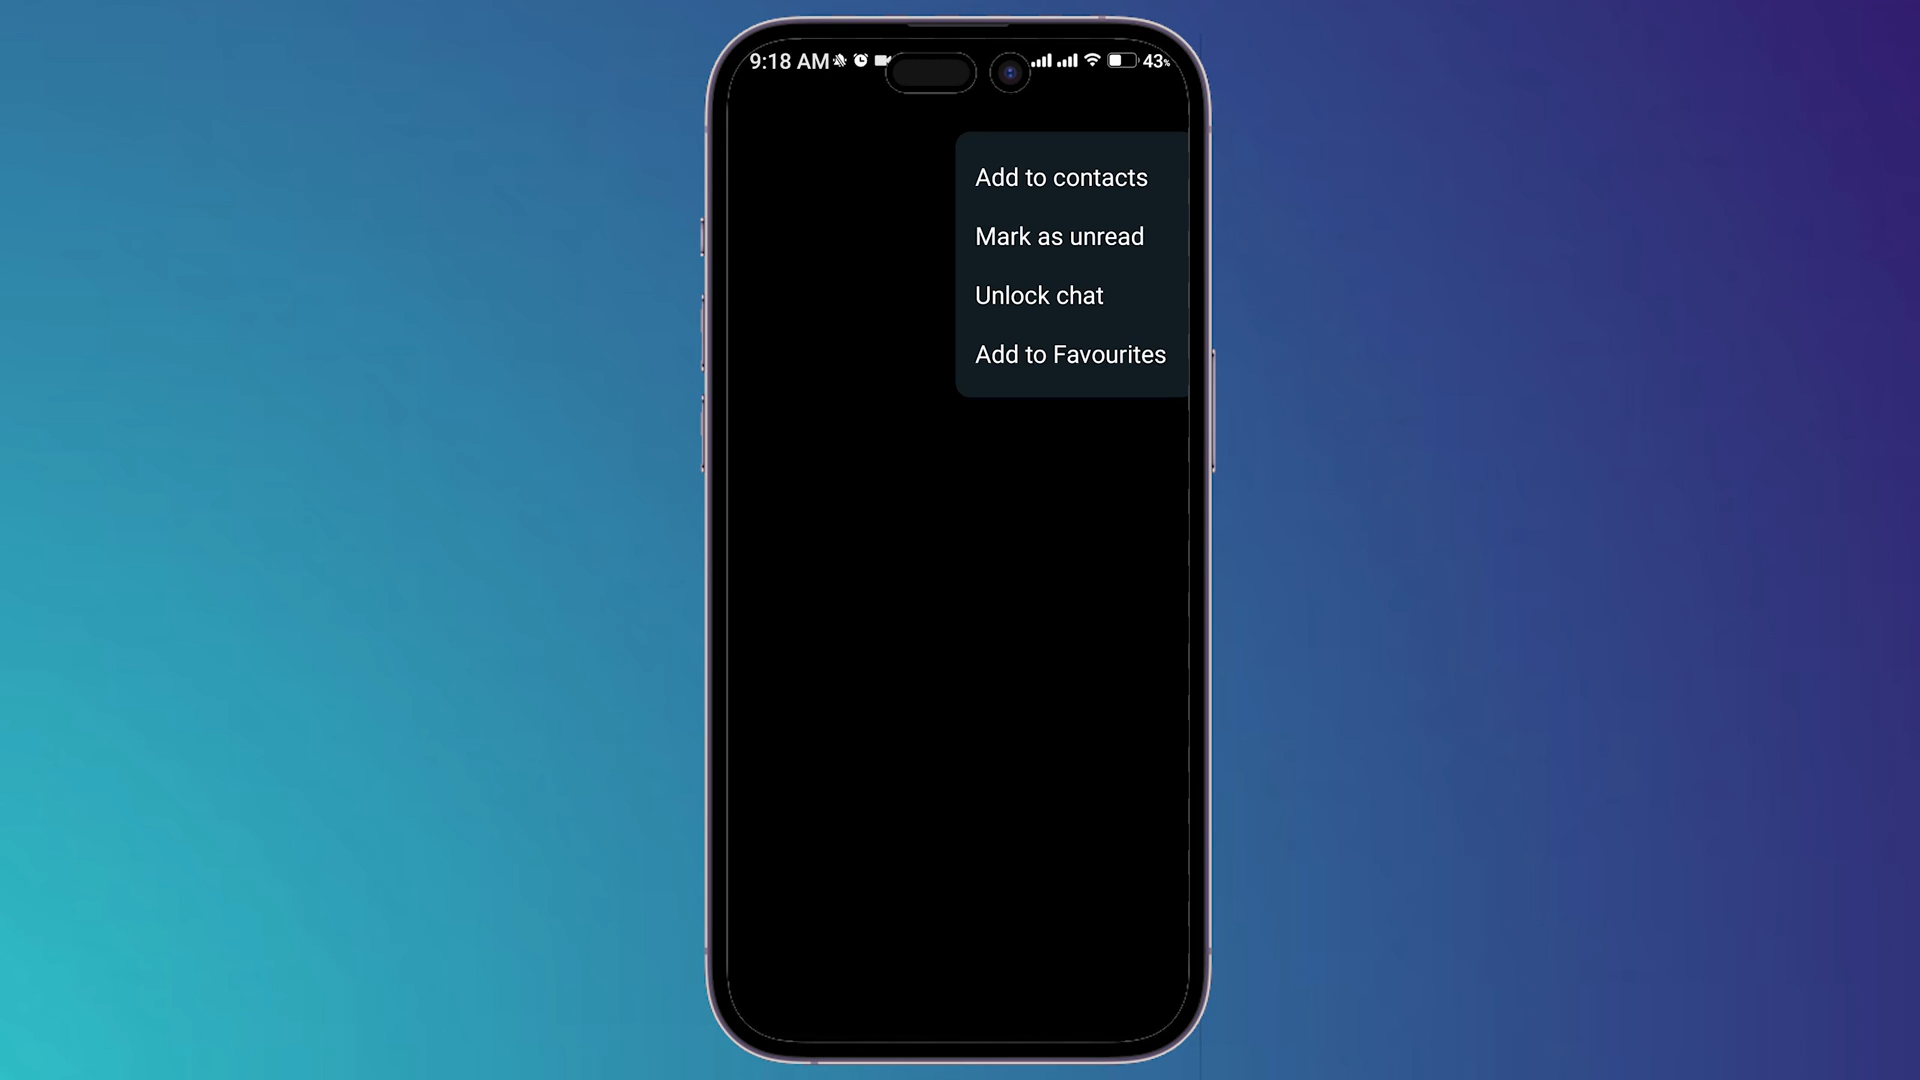 9:18 AM 43%
Add to contacts
Mark as unread
Unlock chat
Add to Favourites